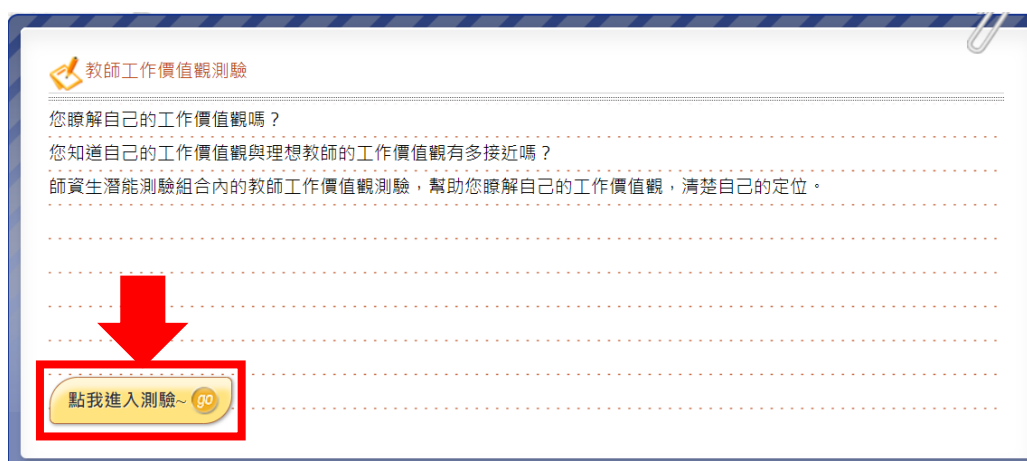 教師工作價值觀測驗
您瞭解自己的工作價值觀嗎？
您知道自己的工作價值觀與理想教師的工作價值觀有多接近嗎？
師資生潛能測驗組合內的教師工作價值觀測驗，幫助您瞭解自己的工作價值觀，清楚自己的定位。
點我進入測驗~ go